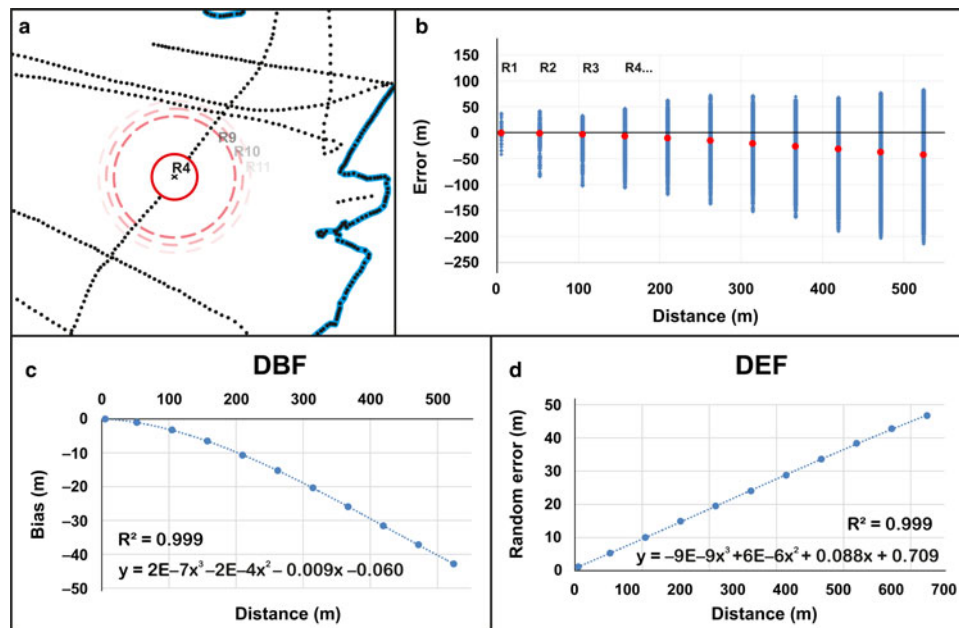 a
R9
R10
R4
R11
b
150
R1 R2 R3 R4...
100
50
0
–50
–100
–150
–200
–250
Error (m)
0 100 200 300 400 500
Distance (m)
c
DBF
0 100 200 300 400 500
0
–10
–20
–30
–40
–50
Bias (m)
R² = 0.999
y = 2E–7x³–2E–4x²– 0.009x –0.060
Distance (m)
d
DEF
50
40
30
20
10
0
Random error (m)
R² = 0.999
y = –9E–9x³+6E–6x²+ 0.088x + 0.709
0 100 200 300 400 500 600 700
Distance (m)